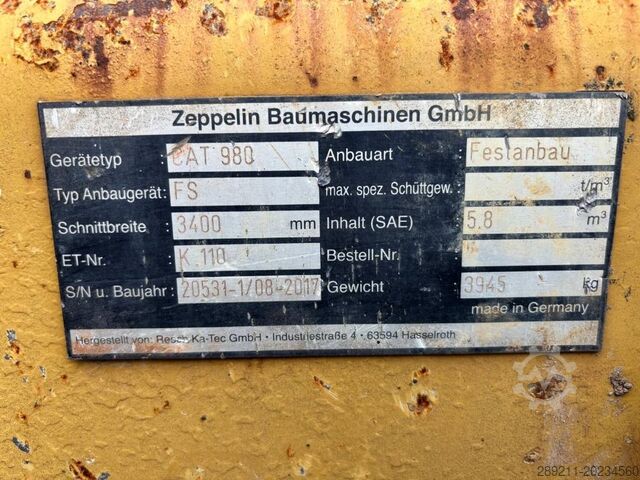 Zeppelin Baumaschinen GmbH
Gerätetyp : CAT 980 Anbauart : Festanbau
Typ Anbaugerät: FS max. spez. Schüttgew. : t/m³
Schnittbreite : 3400 mm Inhalt (SAE) : 5.8 m³
ET-Nr. : K.110 Bestell-Nr. :
S/N u. Baujahr : 20531-1/08-2017 Gewicht : 3945 kg
made in Germany
Hergestellt von: Resch Ka-Tec GmbH • Industriestraße 4 • 63594 Hasselroth
289211-20234560